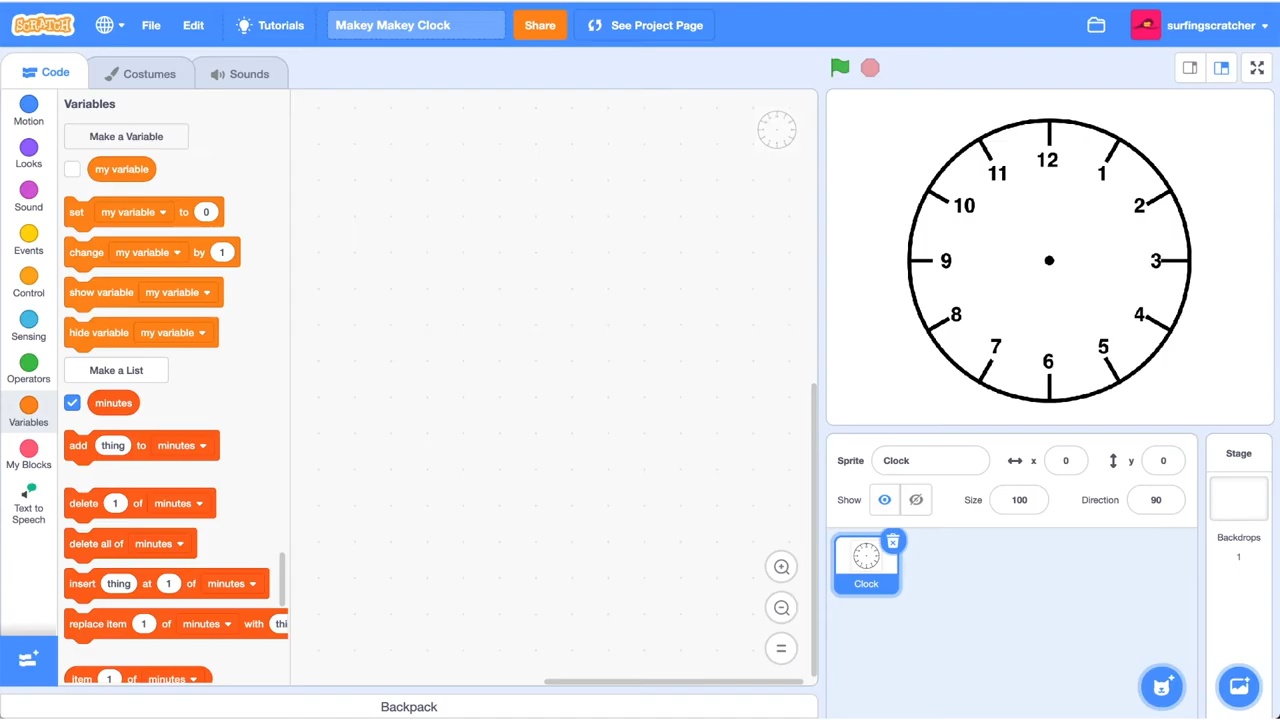 SCRATCH File Edit Tutorials Makey Makey Clock Share See Project Page surfingscratcher
Code Costumes Sounds
Motion
Looks
Sound
Events
Control
Sensing
Operators
Variables
My Blocks
Text to
Speech
Variables
Make a Variable
my variable
set my variable to 0
change my variable by 1
show variable my variable
hide variable my variable
Make a List
minutes
add thing to minutes
delete 1 of minutes
delete all of minutes
insert thing at 1 of minutes
replace item 1 of minutes with thi
item 1 of minutes
Backpack
12
11 1
10 2
9 3
8 4
7 5
6
Sprite Clock x 0 y 0
Show Size 100 Direction 90
Clock
Stage
Backdrops
1